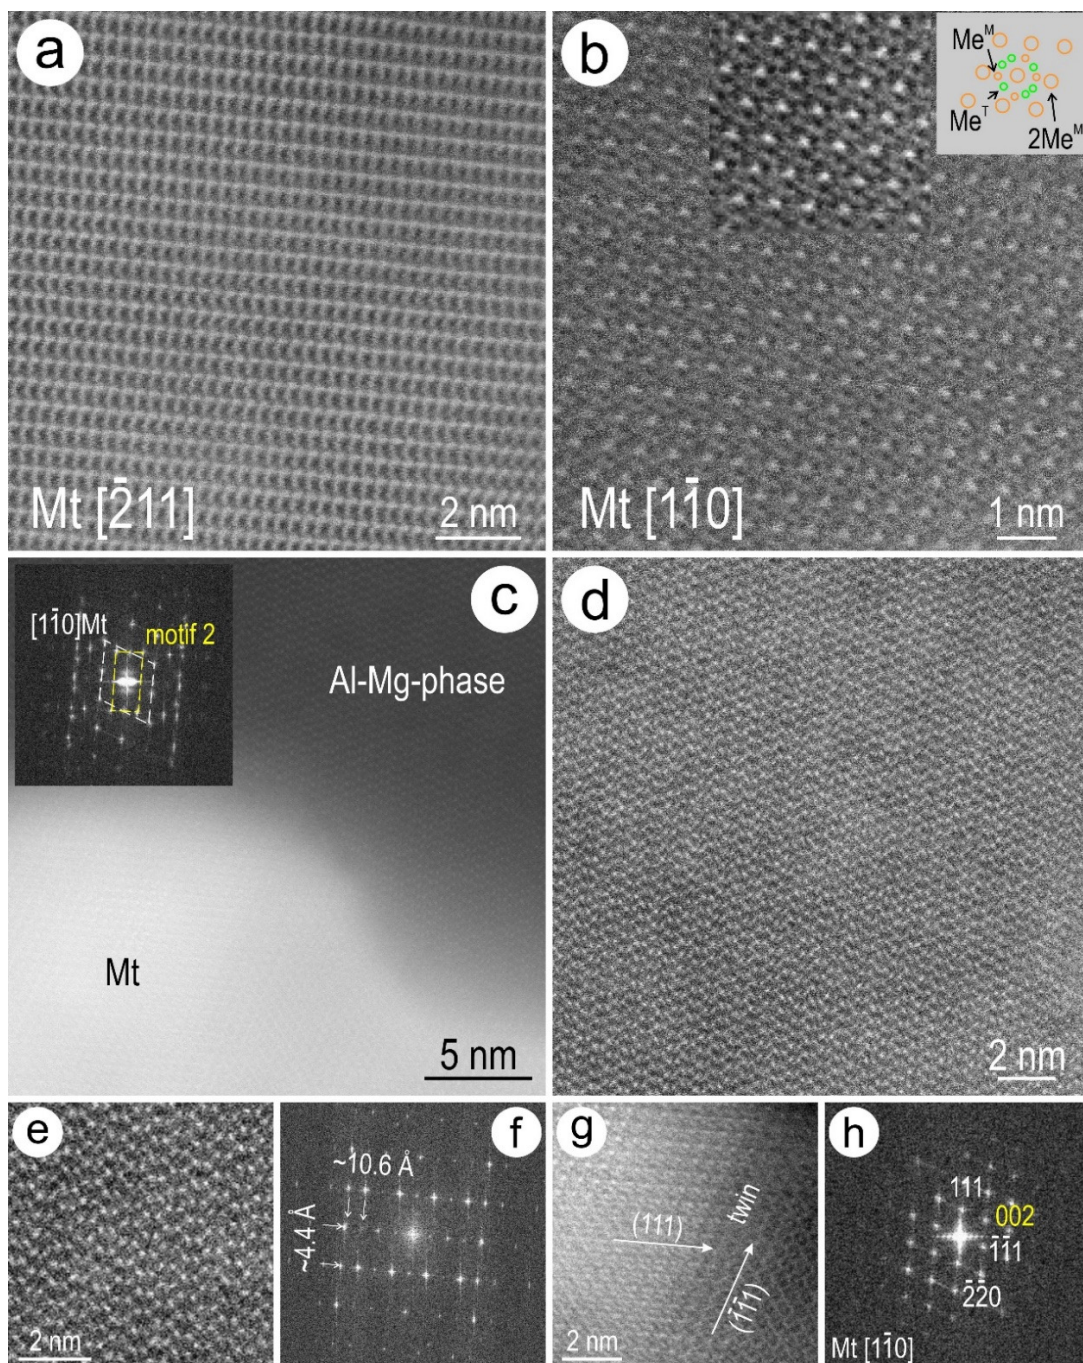 a
Mt [2̄11]
2 nm
b
Me^M
Me^T
2Me^M
Mt [11̄0]
1 nm
c
[11̄0]Mt
motif 2
Al-Mg-phase
Mt
5 nm
d
2 nm
e
2 nm
f
~10.6 Å
~4.4 Å
g
(111)
twin
(1̄1̄1)
2 nm
h
111
002
1̄1̄1
2̄2̄0
Mt [11̄0]